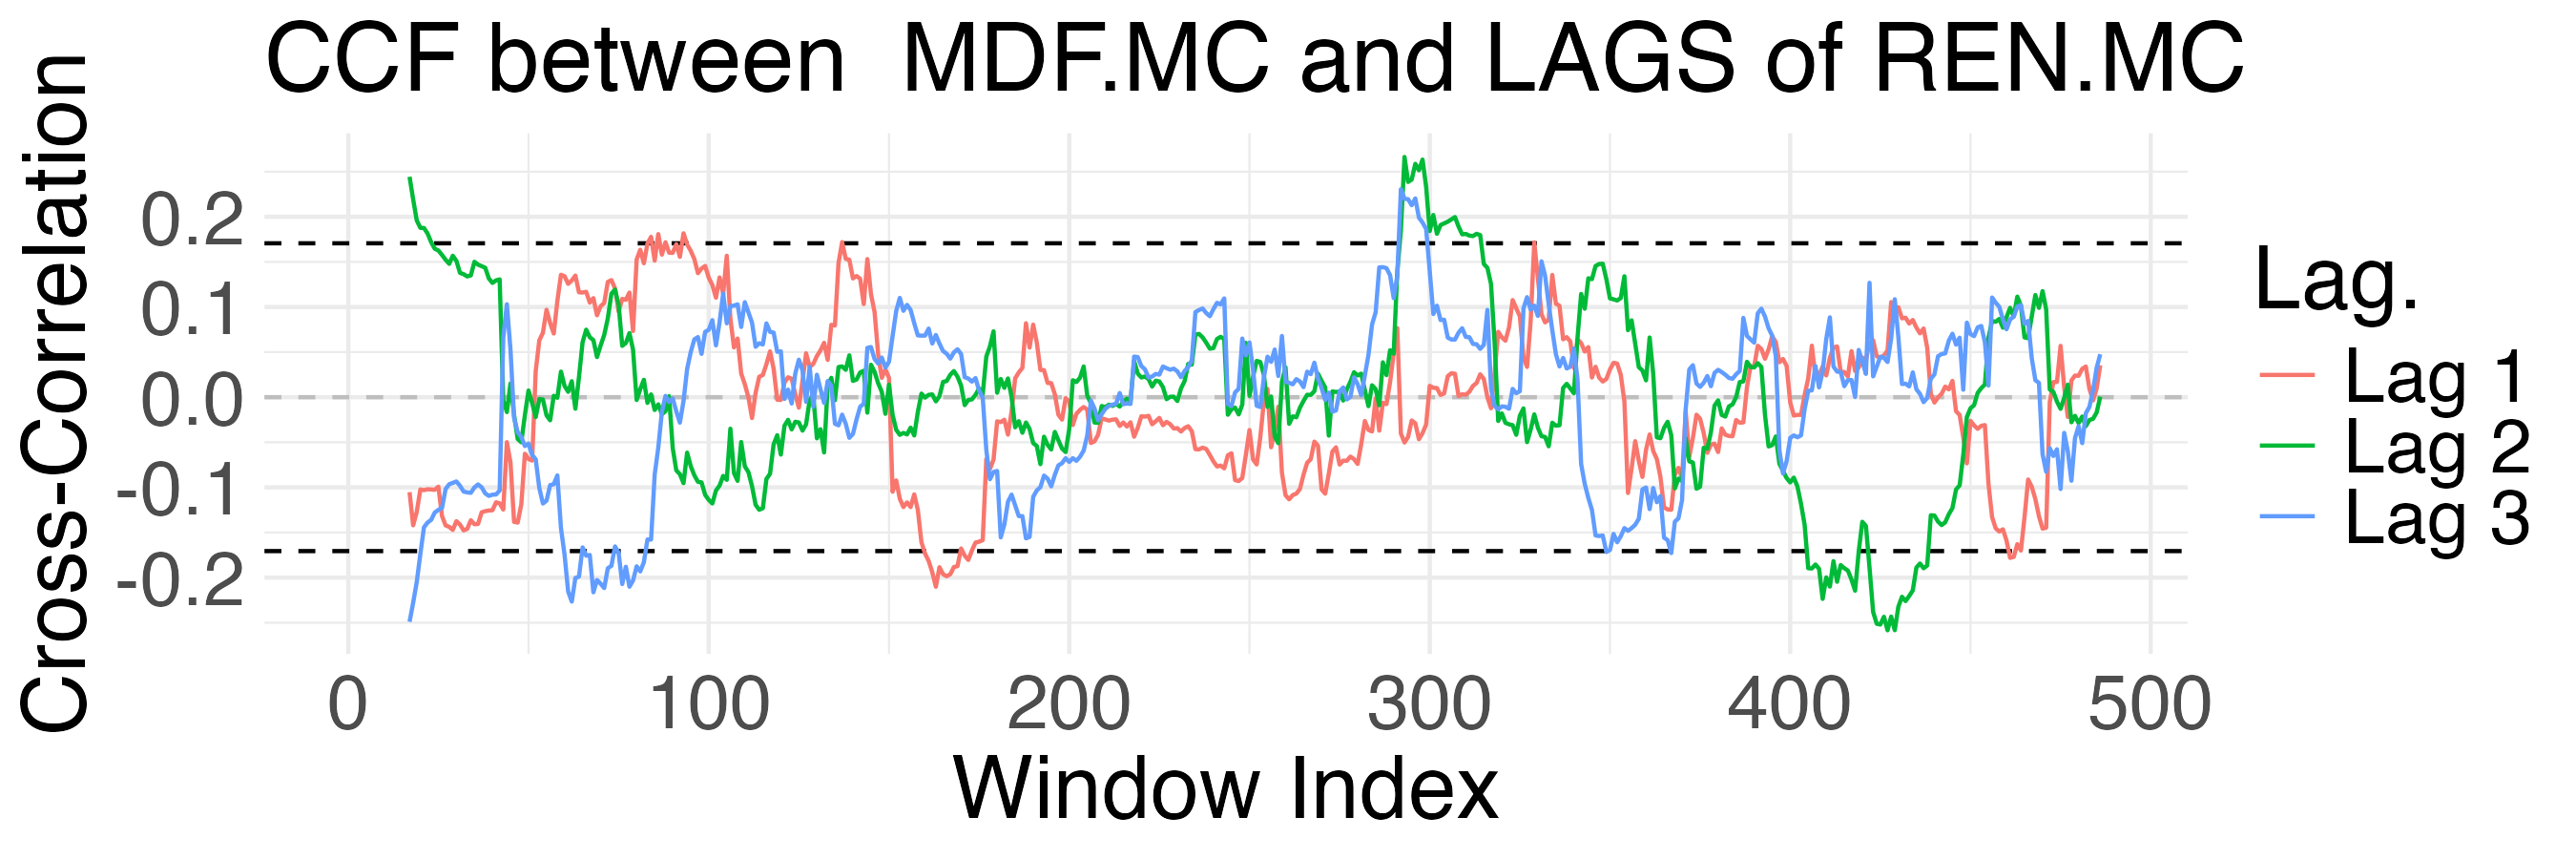 CCF between  MDF.MC and LAGS of REN.MC
Cross-Correlation
0.2
0.1
0.0
-0.1
-0.2
0 100 200 300 400 500
Window Index
Lag.
Lag 1
Lag 2
Lag 3